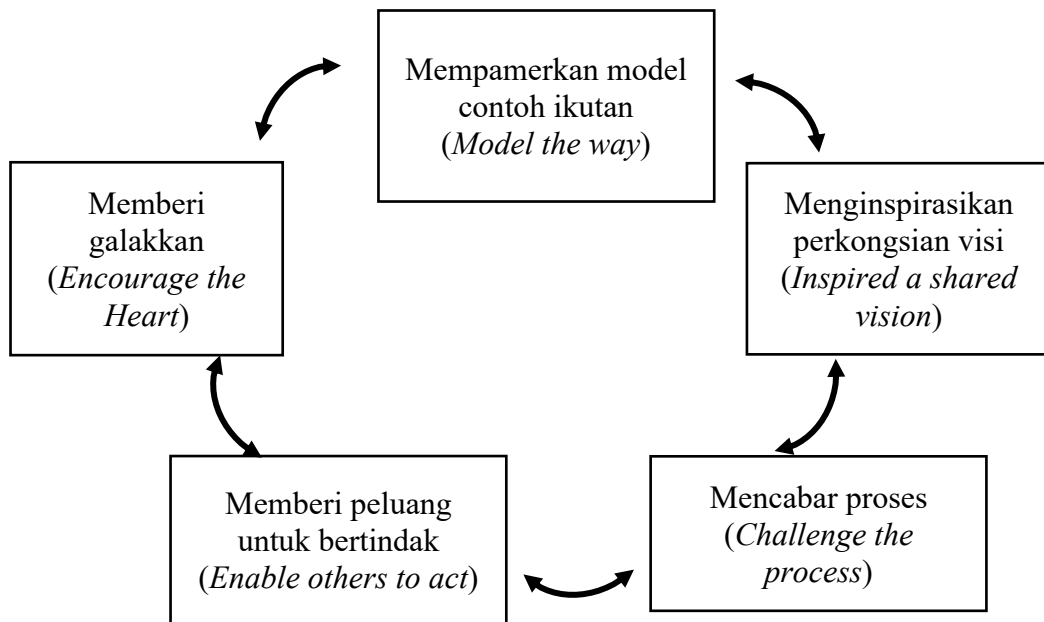 Mempamerkan model
contoh ikutan
(Model the way)
Menginspirasikan
perkongsian visi
(Inspired a shared
vision)
Mencabar proses
(Challenge the
process)
Memberi peluang
untuk bertindak
(Enable others to act)
Memberi
galakkan
(Encourage the
Heart)